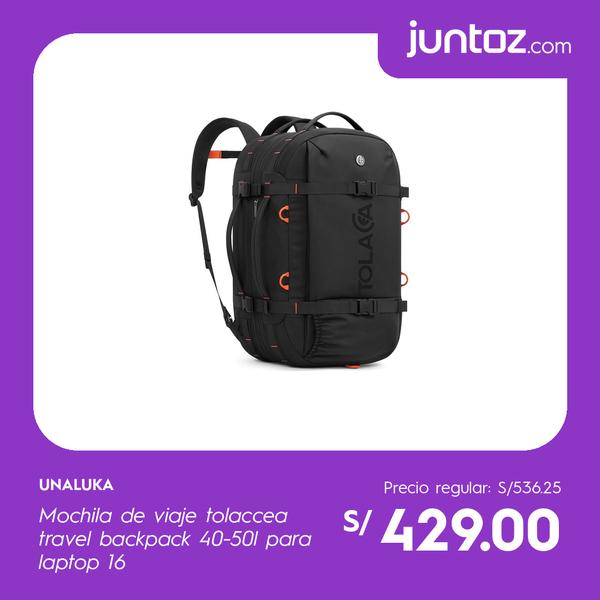 juntoz.com
TOLACCA
UNALUKA
Mochila de viaje tolaccea
travel backpack 40-50l para
laptop 16
Precio regular: S/536.25
S/ 429.00